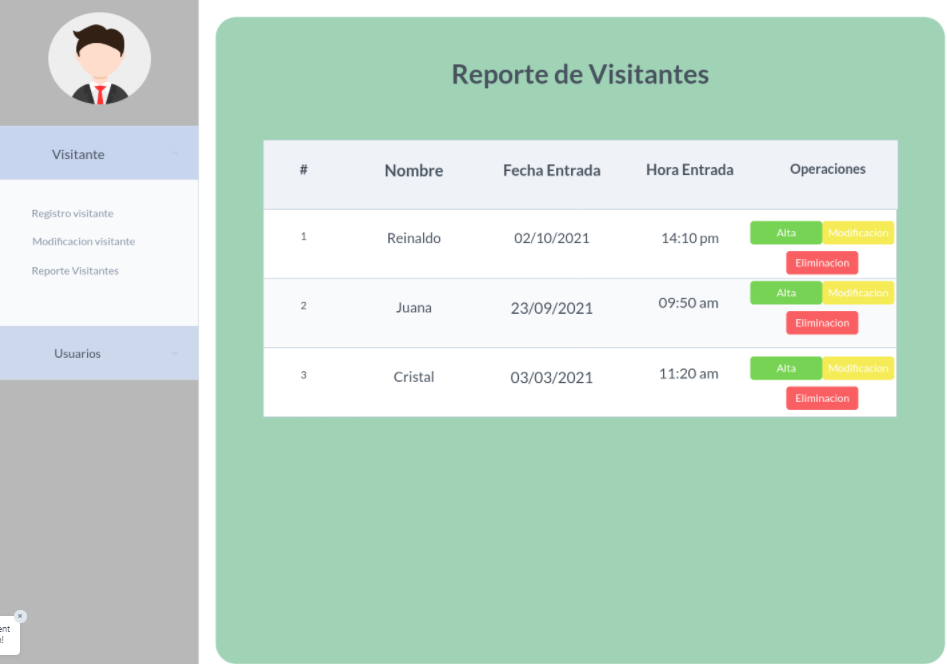 Visitante
Registro visitante
Modificacion visitante
Reporte Visitantes
Usuarios
Reporte de Visitantes
# Nombre Fecha Entrada Hora Entrada Operaciones
1 Reinaldo 02/10/2021 14:10 pm Alta Modificacion
Eliminacion
2 Juana 23/09/2021 09:50 am Alta Modificacion
Eliminacion
3 Cristal 03/03/2021 11:20 am Alta Modificacion
Eliminacion